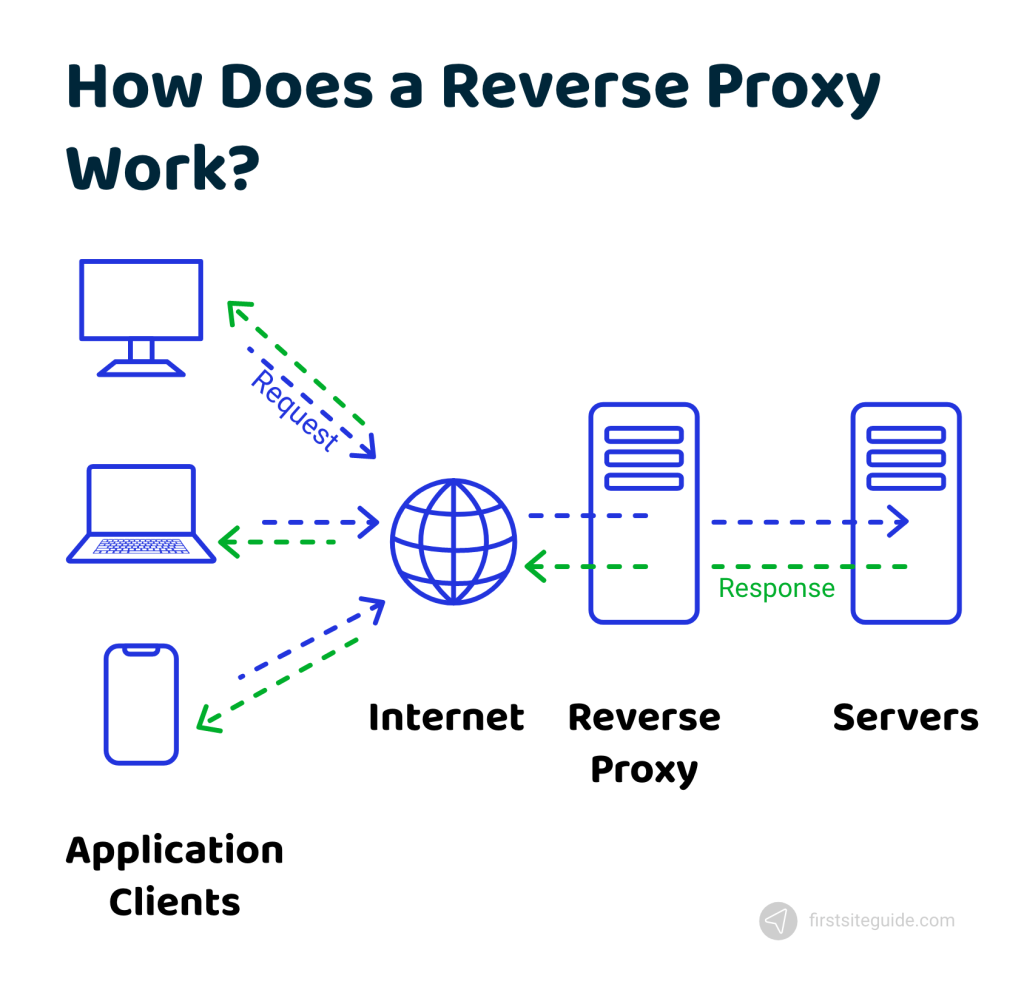 How Does a Reverse Proxy
Work?
Request
Response
Internet
Reverse
Proxy
Servers
Application
Clients
firstsiteguide.com